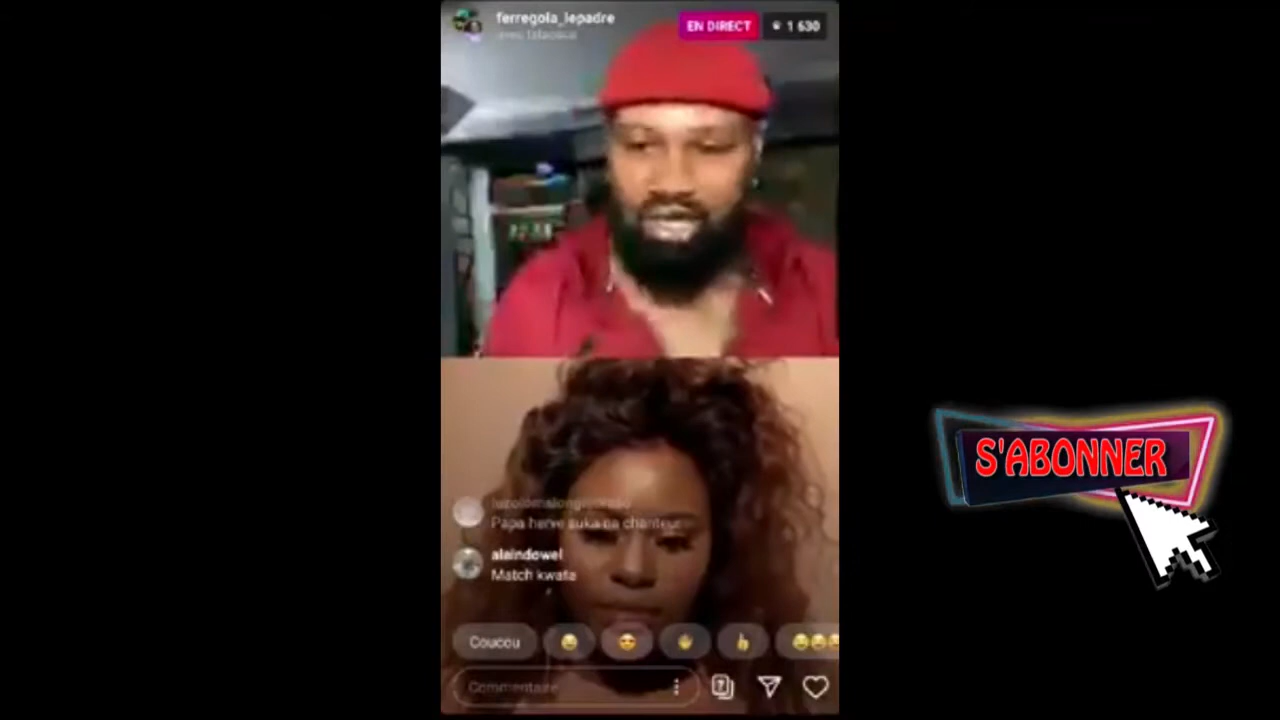 ferregola_lepadre
EN DIRECT
1 630
S'ABONNER
Papa herve suka na chanteur
alaindowel
Match kwata
Coucou
Commentaire